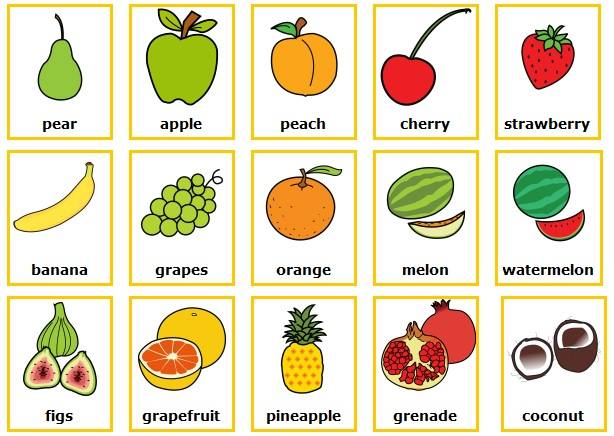 pear
apple
peach
cherry
strawberry
banana
grapes
orange
melon
watermelon
figs
grapefruit
pineapple
grenade
coconut